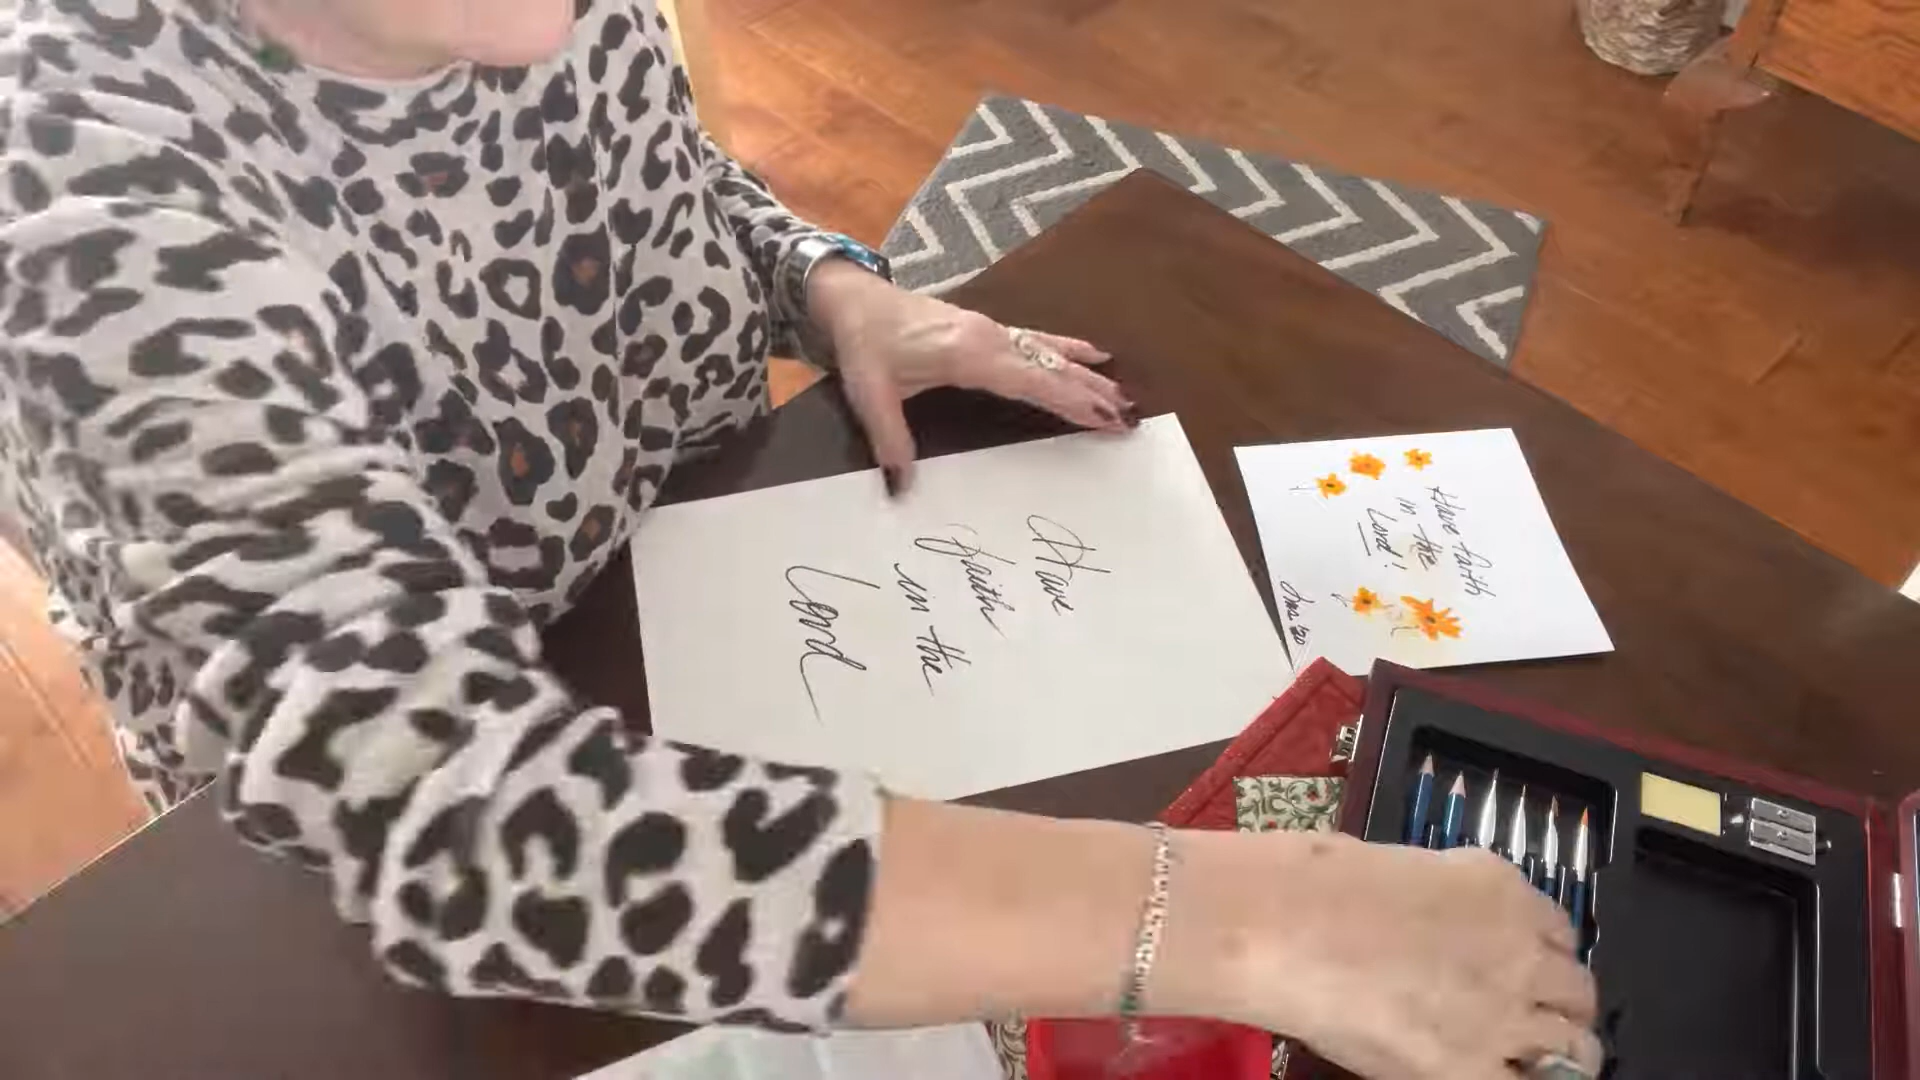 Have
Faith
in the
Lord
Have faith
in the
Lord!